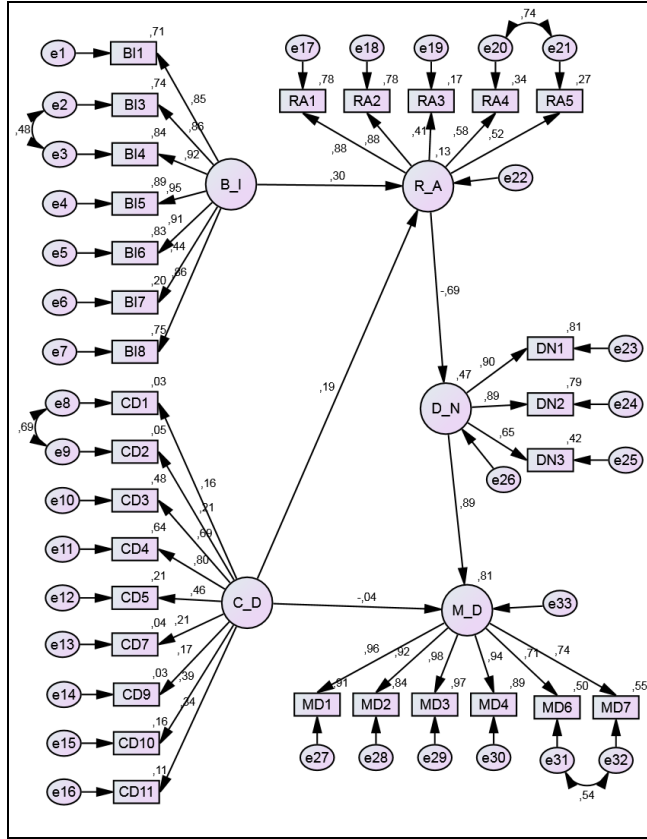 ,71
e1 BI1
,85
,74
e2 BI3
,86
,48
,84
e3 BI4
,92
,89 ,95
e4 BI5
,91
,83 ,44
e5 BI6
,86
,20
e6 BI7
,75
e7 BI8
B_I
,30
,03
e8 CD1
,69
,05
e9 CD2
,16
,48 ,21
e10 CD3
,69
,64
e11 CD4
,80
,21
e12 CD5 ,46
,04 ,21
e13 CD7
,17
,03 ,39
e14 CD9
,34
,16
e15 CD10
,11
e16 CD11
C_D
,19
-,04
,74
e17 e18 e19 e20 e21
,78 ,78 ,17 ,34 ,27
RA1 RA2 RA3 RA4 RA5
,88 ,88 ,41 ,58 ,52
,13
R_A
e22
-,69
,81
DN1 e23
,90
,47
D_N
,79
,89 DN2 e24
,65 ,42
DN3 e25
e26
,89
,81
M_D
e33
,96 ,92 ,98 ,94 ,71 ,74
,91 ,84 ,97 ,89 ,50 ,55
MD1 MD2 MD3 MD4 MD6 MD7
e27 e28 e29 e30 e31 e32
,54